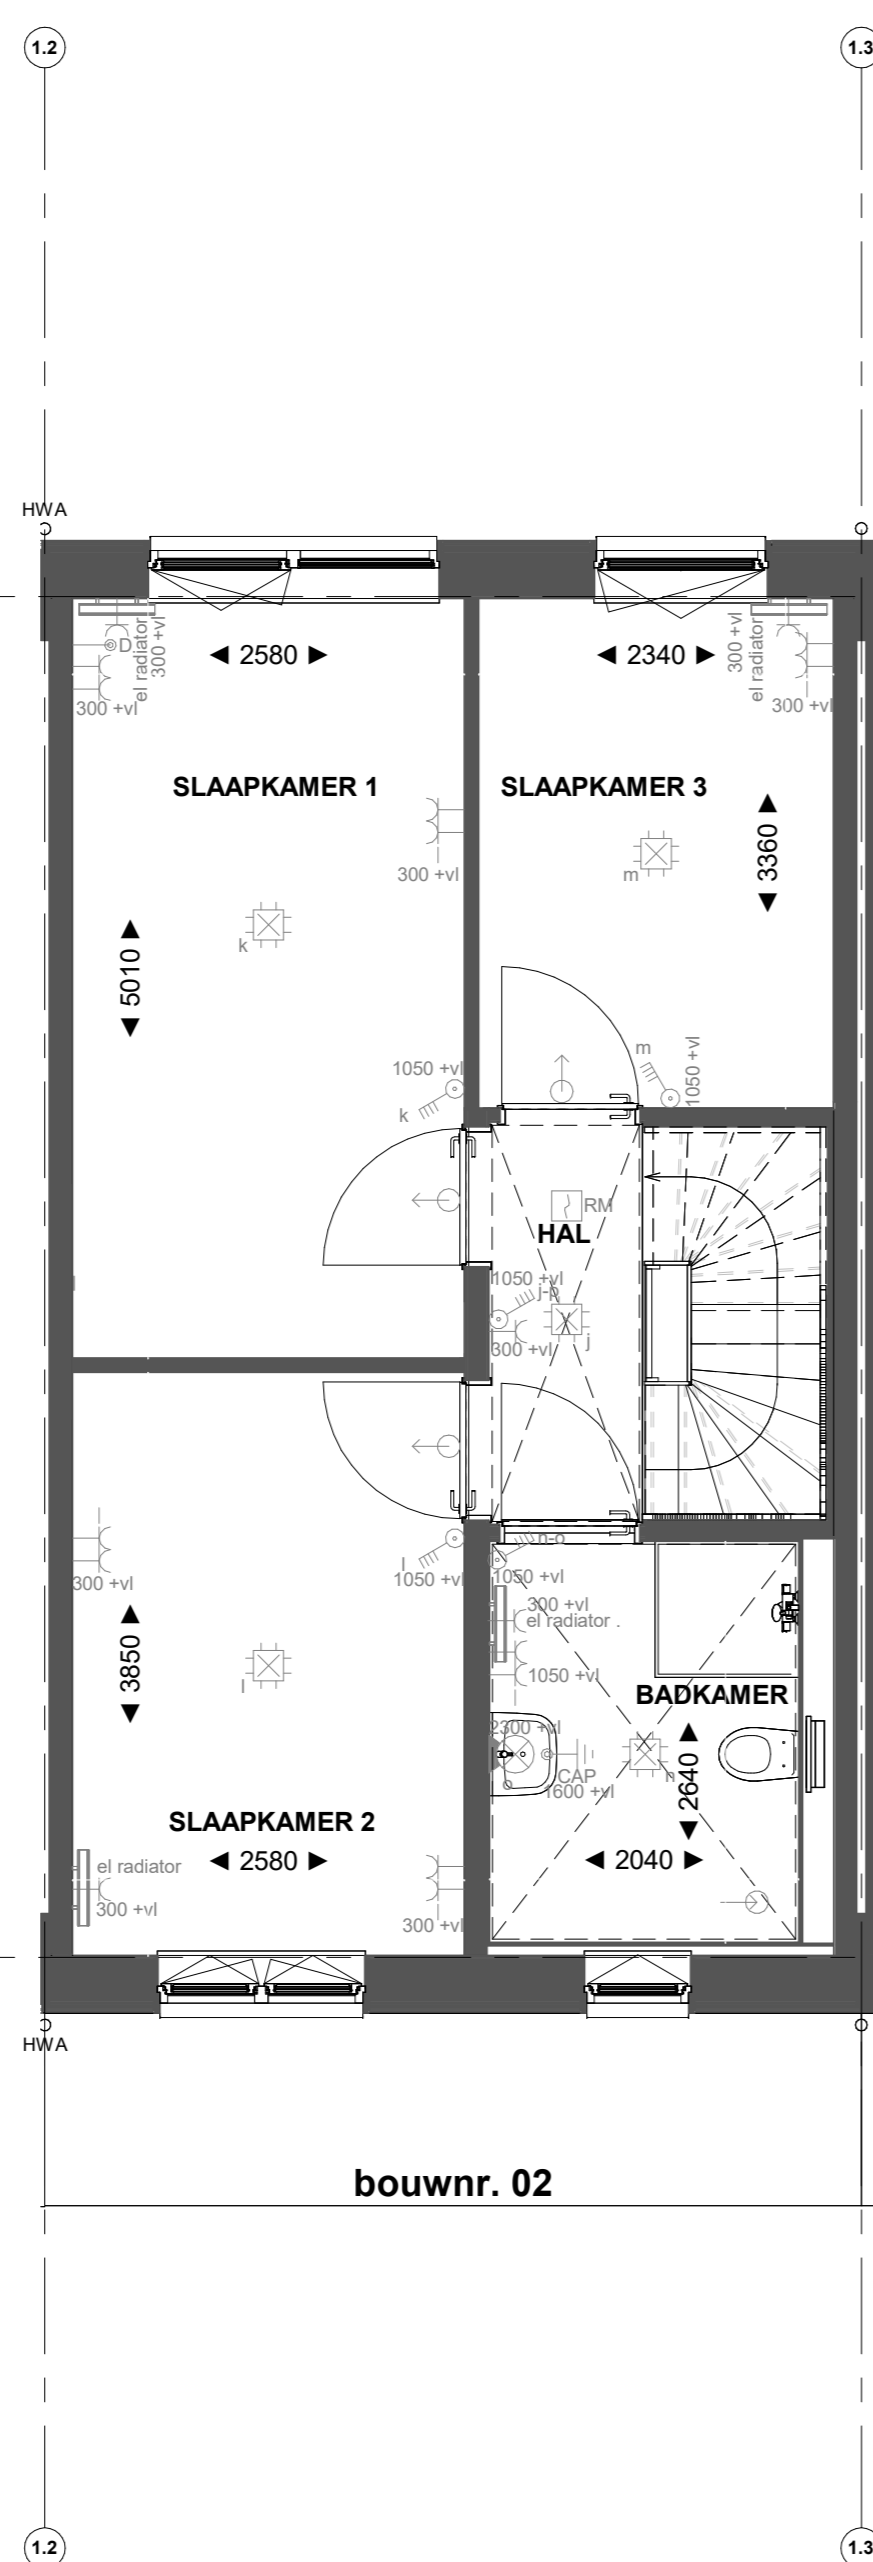 1.2
1.3
HWA
D
el radiator
300 +vl
300 +vl
2580
2340
300 +vl
el radiator
300 +vl
SLAAPKAMER 1
SLAAPKAMER 3
3360
300 +vl
m
k
5010
1050 +vl
k
m
1050 +vl
RM
HAL
1050 +vl
j-p
300 +vl
j
n-o
l
1050 +vl
1050 +vl
300 +vl
300 +vl
el radiator .
3850
1050 +vl
l
BADKAMER
2300 +vl
n
CAP
1600 +vl
2640
SLAAPKAMER 2
el radiator
2580
2040
300 +vl
300 +vl
HWA
bouwnr. 02
1.2
1.3